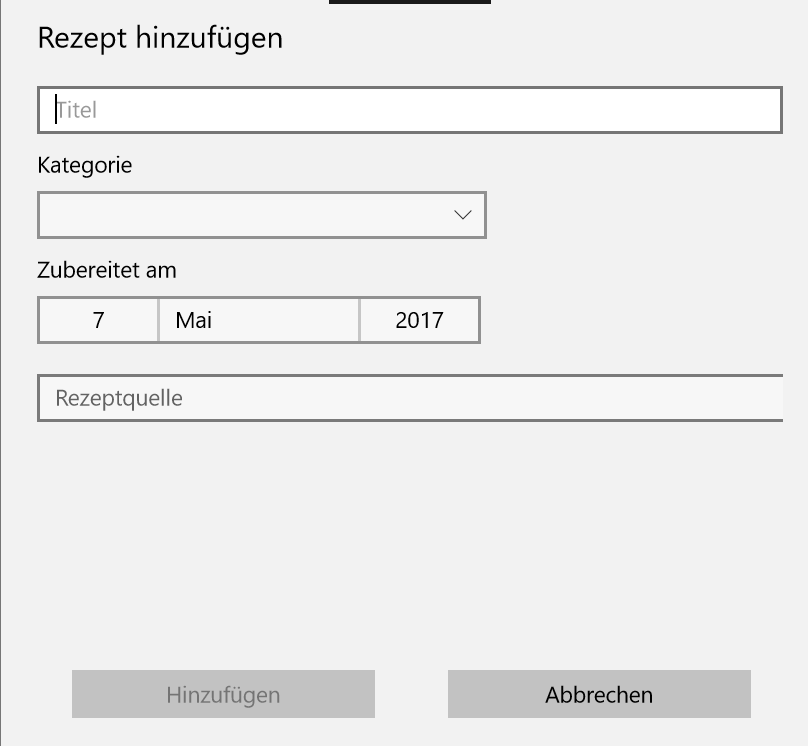 Rezept hinzufügen
Titel
Kategorie
Zubereitet am
7 Mai 2017
Rezeptquelle
Hinzufügen Abbrechen